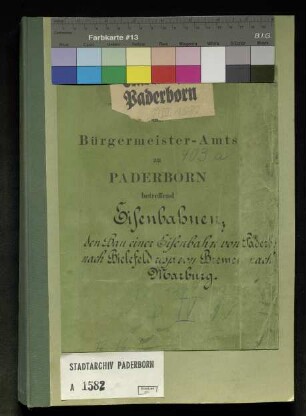 Farbkarte #13
B.I.G.
Paderborn
Bürgermeister-Amts
zu
PADERBORN
betreffend
Eisenbahnen,
den Bau einer Eisenbahn von Paderb
nach Bielefeld resp. von Bremen nach
Marburg.
STADTARCHIV PADERBORN
A 1582